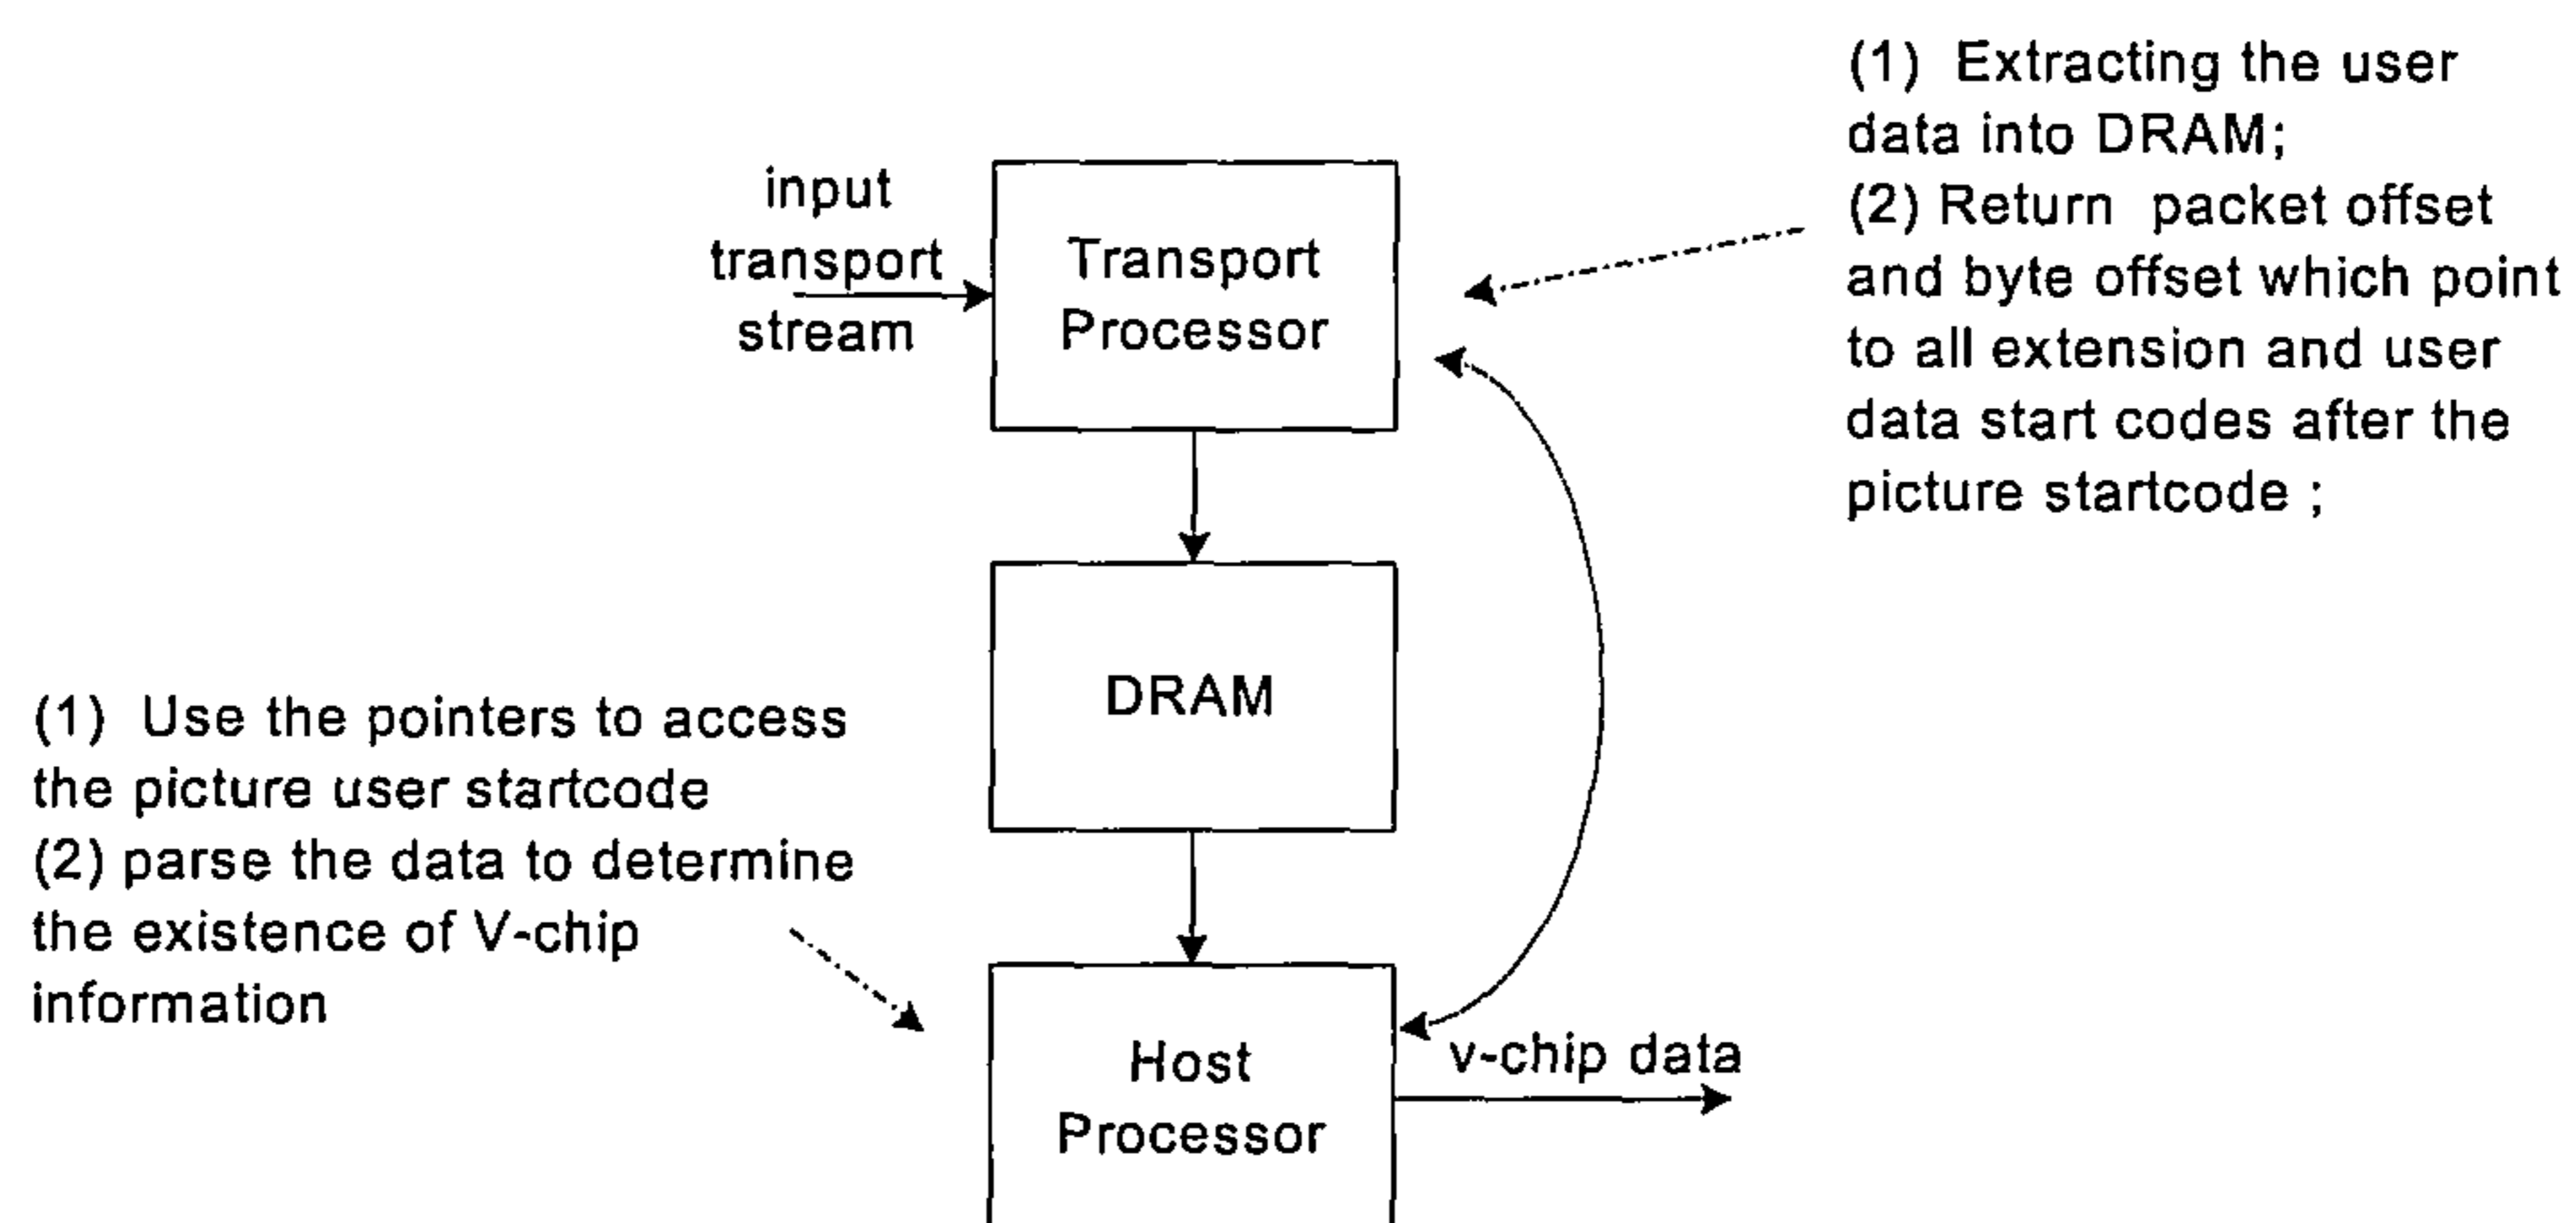 (1) Extracting the user
data into DRAM;
(2) Return packet offset
and byte offset which point
to all extension and user
data start codes after the
picture startcode ;
input
transport
stream
Transport
Processor
DRAM
(1) Use the pointers to access
the picture user startcode
(2) parse the data to determine
the existence of V-chip
information
Host
Processor
v-chip data